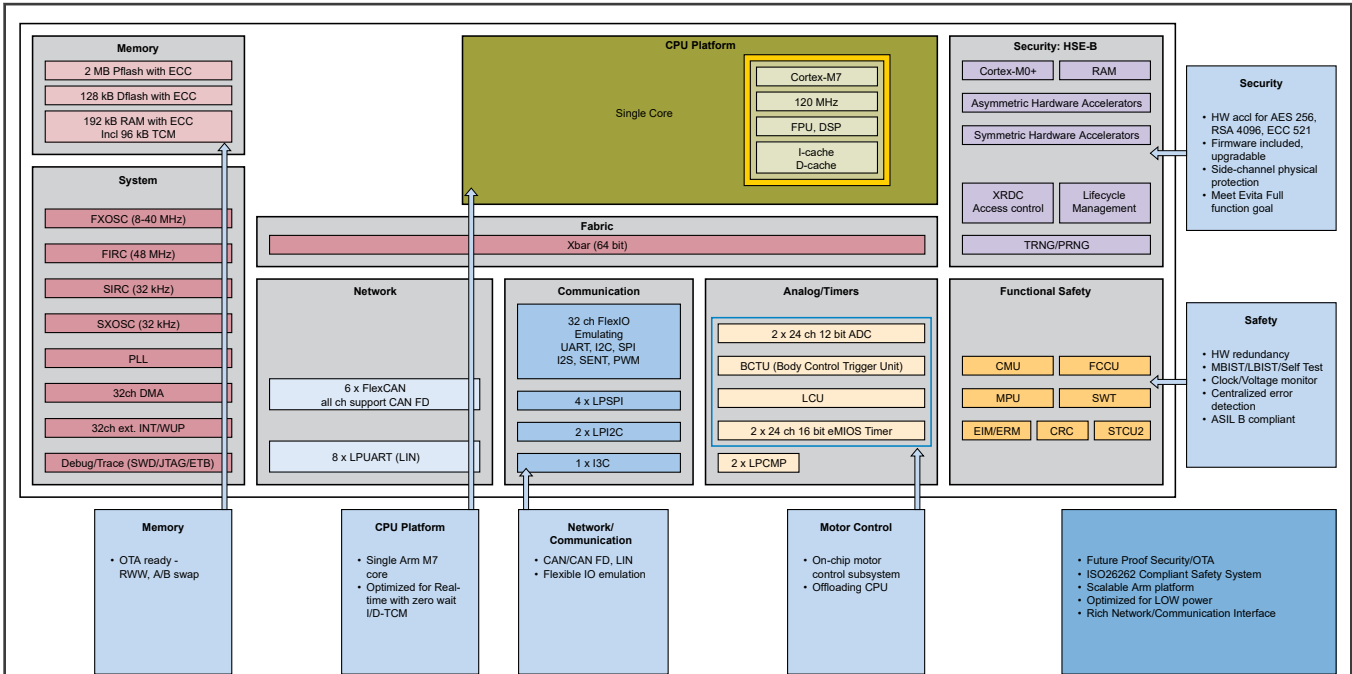 Memory
2 MB Pflash with ECC
128 kB Dflash with ECC
192 kB RAM with ECC
Incl 96 kB TCM
System
FXOSC (8-40 MHz)
FIRC (48 MHz)
SIRC (32 kHz)
SXOSC (32 kHz)
PLL
32ch DMA
32ch ext. INT/WUP
Debug/Trace (SWD/JTAG/ETB)
CPU Platform
Single Core
Cortex-M7
120 MHz
FPU, DSP
I-cache
D-cache
Fabric
Xbar (64 bit)
Network
6 x FlexCAN
all ch support CAN FD
8 x LPUART (LIN)
Communication
32 ch FlexIO
Emulating
UART, I2C, SPI
I2S, SENT, PWM
4 x LPSPI
2 x LPI2C
1 x I3C
Analog/Timers
2 x 24 ch 12 bit ADC
BCTU (Body Control Trigger Unit)
LCU
2 x 24 ch 16 bit eMIOS Timer
2 x LPCMP
Security: HSE-B
Cortex-M0+
RAM
Asymmetric Hardware Accelerators
Symmetric Hardware Accelerators
XRDC
Access control
Lifecycle
Management
TRNG/PRNG
Functional Safety
CMU
FCCU
MPU
SWT
EIM/ERM
CRC
STCU2
Security
• HW accl for AES 256,
RSA 4096, ECC 521
• Firmware included,
upgradable
• Side-channel physical
protection
• Meet Evita Full
function goal
Safety
• HW redundancy
• MBIST/LBIST/Self Test
• Clock/Voltage monitor
• Centralized error
detection
• ASIL B compliant
Memory
• OTA ready -
RWW, A/B swap
CPU Platform
• Single Arm M7
core
• Optimized for Real-
time with zero wait
I/D-TCM
Network/
Communication
• CAN/CAN FD, LIN
• Flexible IO emulation
Motor Control
• On-chip motor
control subsystem
• Offloading CPU
• Future Proof Security/OTA
• ISO26262 Compliant Safety System
• Scalable Arm platform
• Optimized for LOW power
• Rich Network/Communication Interface